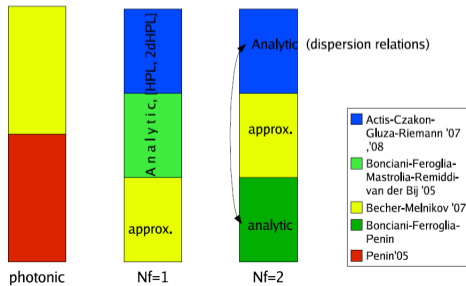 Analytic (dispersion relations)
Analytic, [HPL, 2dHPL]
approx.
approx.
analytic
photonic
Nf=1
Nf=2
Actis-Czakon-
Gluza-Riemann '07
,'08
Bonciani-Feroglia-
Mastrolia-Remiddi-
van der Bij '05
Becher-Melnikov '07
Bonciani-Ferroglia-
Penin
Penin'05